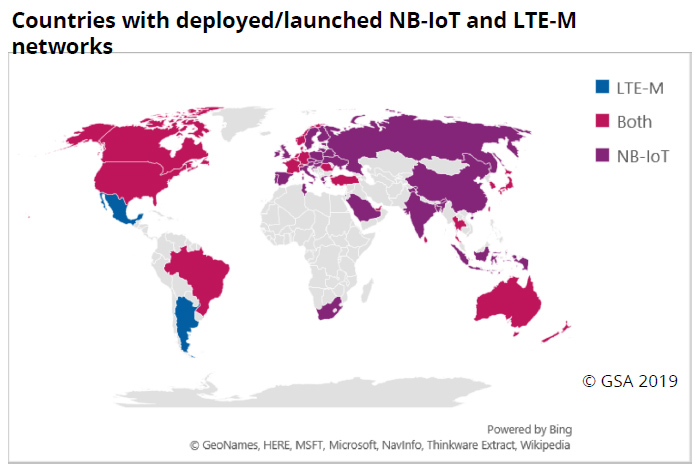 Countries with deployed/launched NB-IoT and LTE-M
networks
LTE-M
Both
NB-IoT
© GSA 2019
Powered by Bing
© GeoNames, HERE, MSFT, Microsoft, NavInfo, Thinkware Extract, Wikipedia